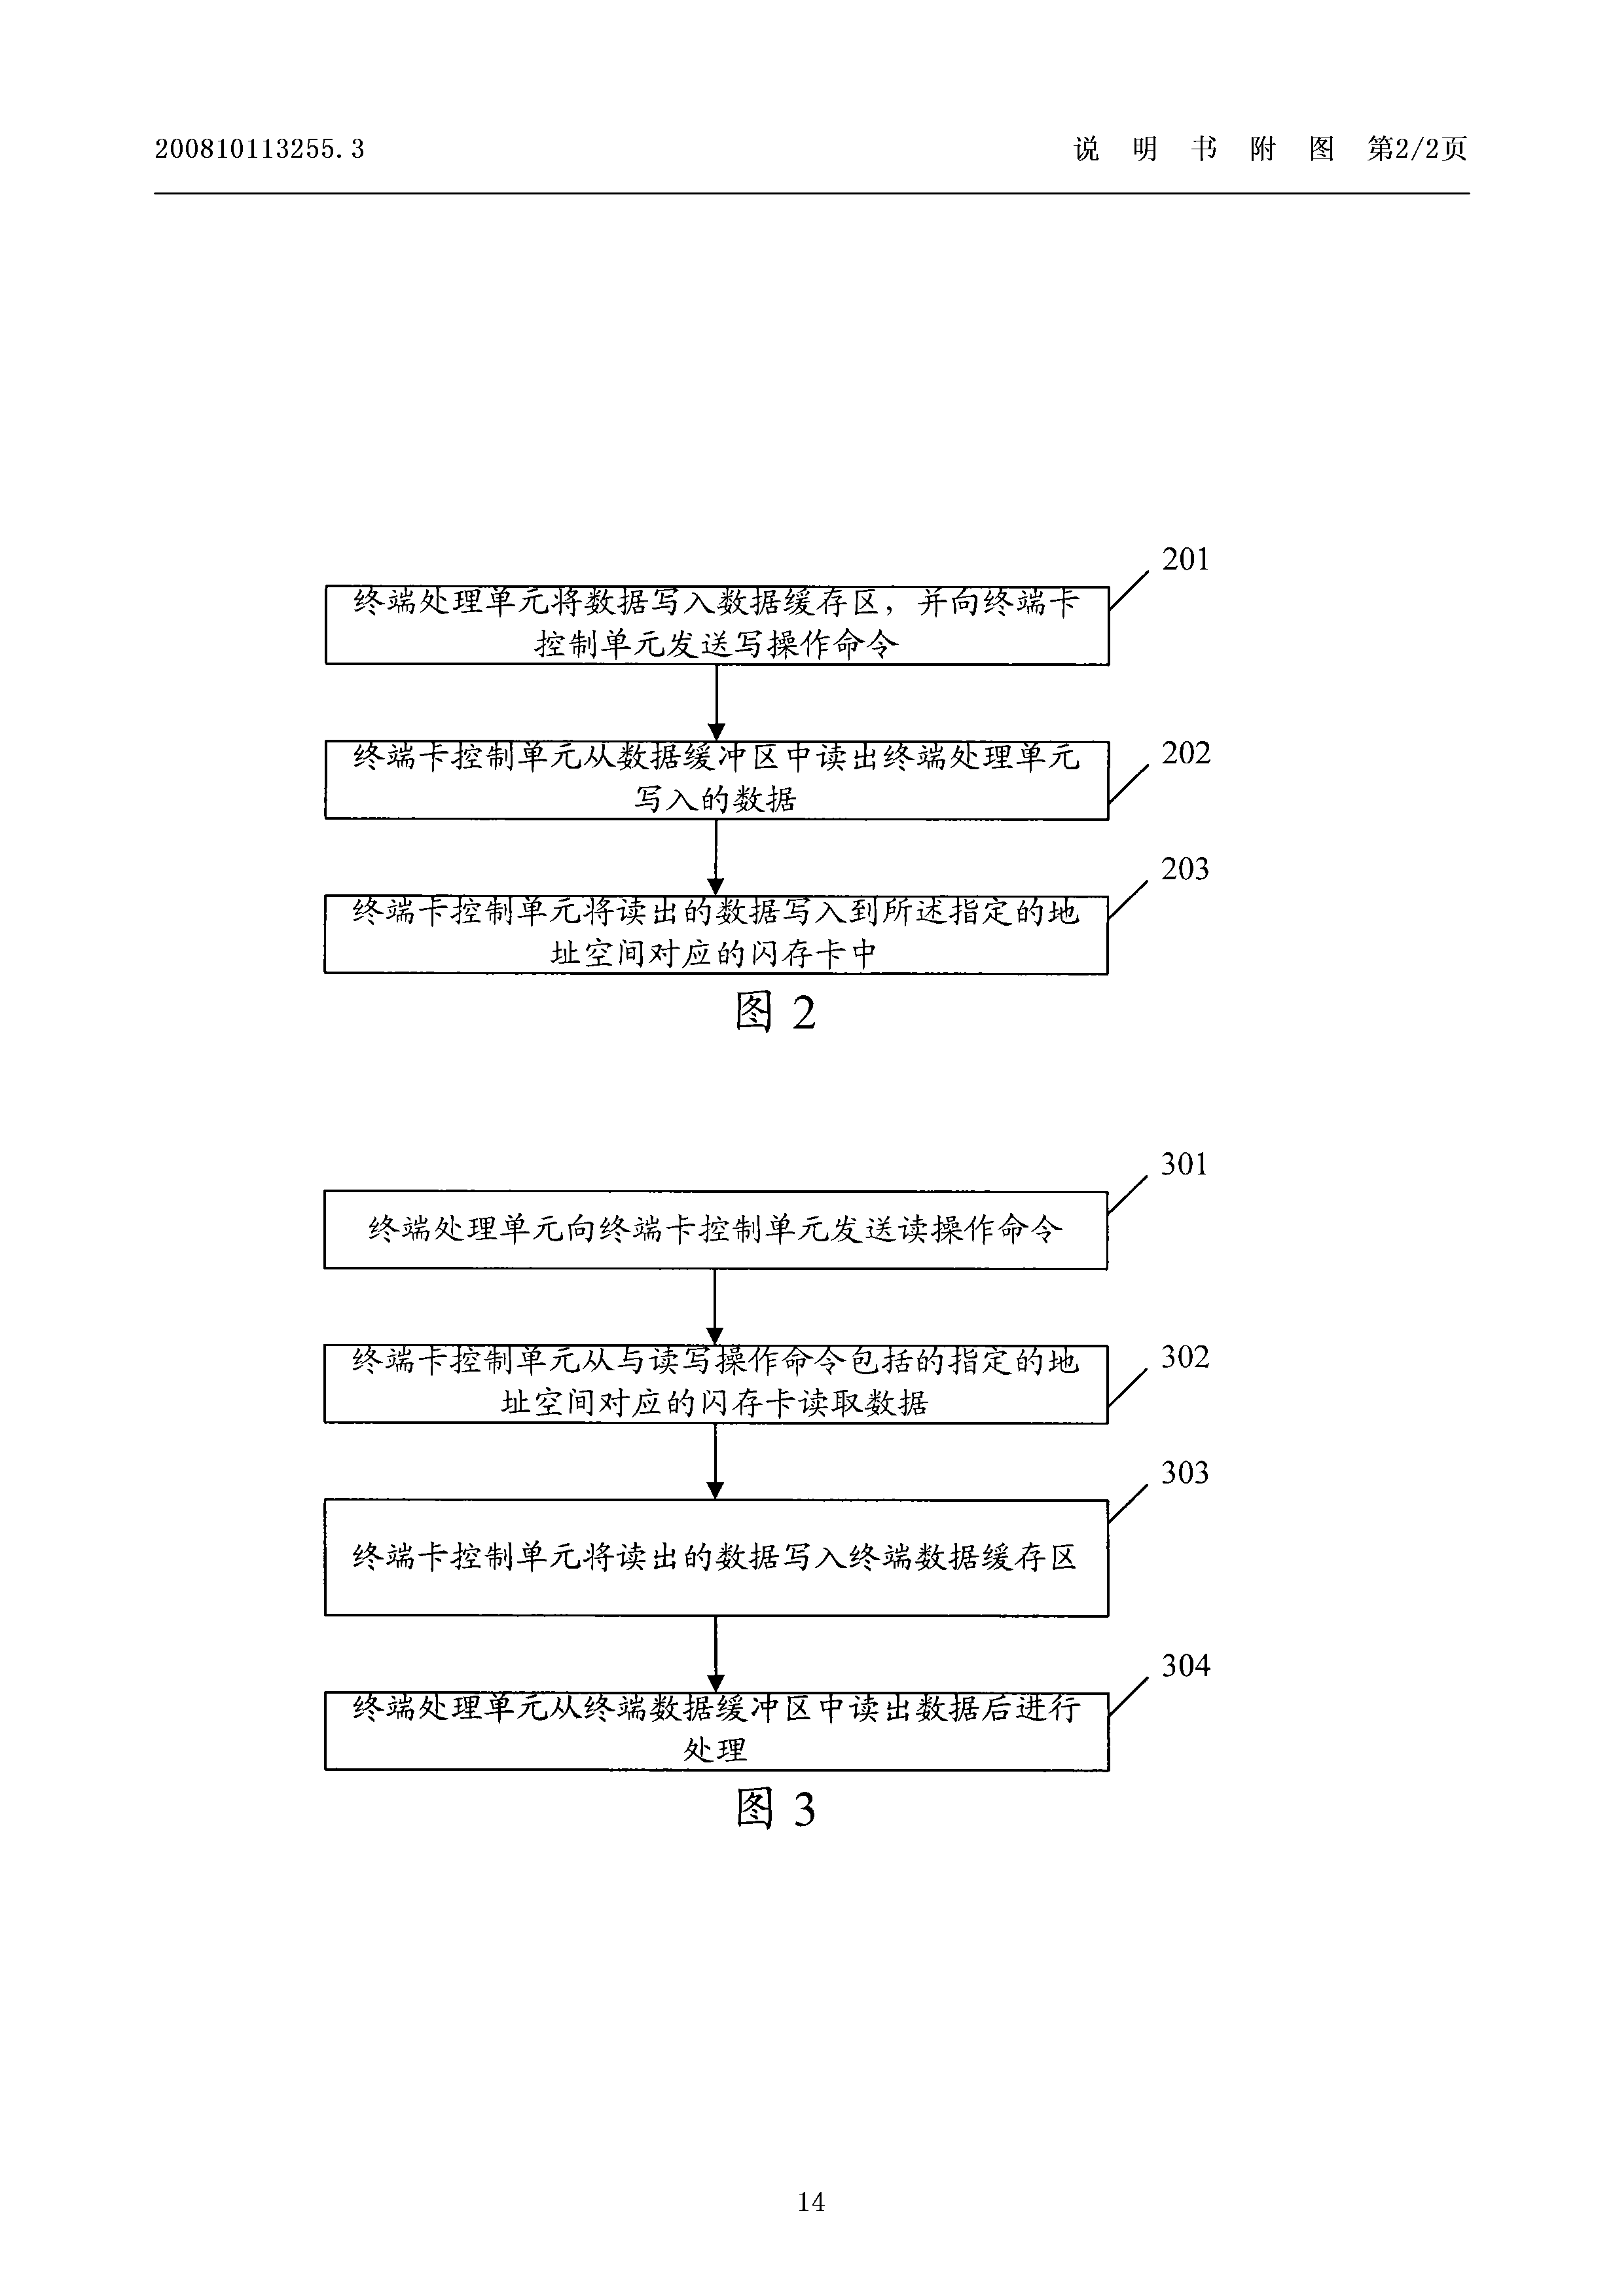 200810113255.3 说 明 书 附 图 第2/2页
201
终端处理单元将数据写入数据缓存区，并向终端卡
控制单元发送写操作命令
202
终端卡控制单元从数据缓冲区中读出终端处理单元
写入的数据
203
终端卡控制单元将读出的数据写入到所述指定的地
址空间对应的闪存卡中
图 2
301
终端处理单元向终端卡控制单元发送读操作命令
302
终端卡控制单元从与读写操作命令包括的指定的地
址空间对应的闪存卡读取数据
303
终端卡控制单元将读出的数据写入终端数据缓存区
304
终端处理单元从终端数据缓冲区中读出数据后进行
处理
图 3
14